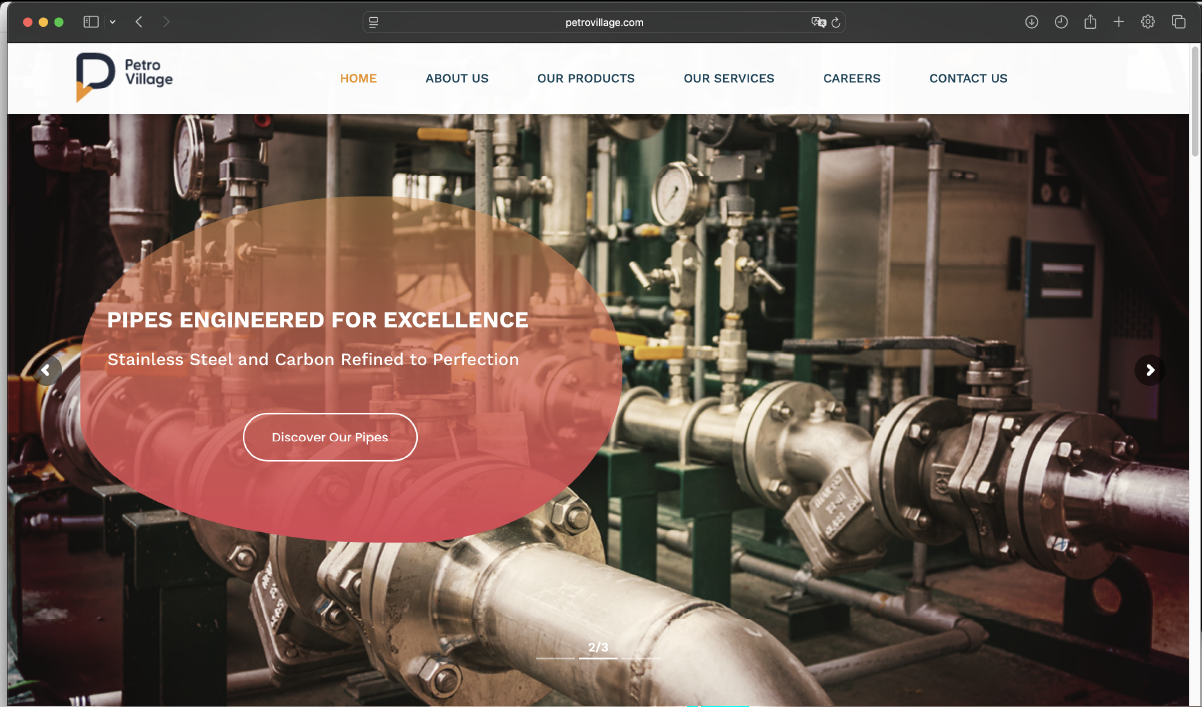 petrovillage.com
Petro
Village
HOME
ABOUT US
OUR PRODUCTS
OUR SERVICES
CAREERS
CONTACT US
PIPES ENGINEERED FOR EXCELLENCE
Stainless Steel and Carbon Refined to Perfection
Discover Our Pipes
2/3